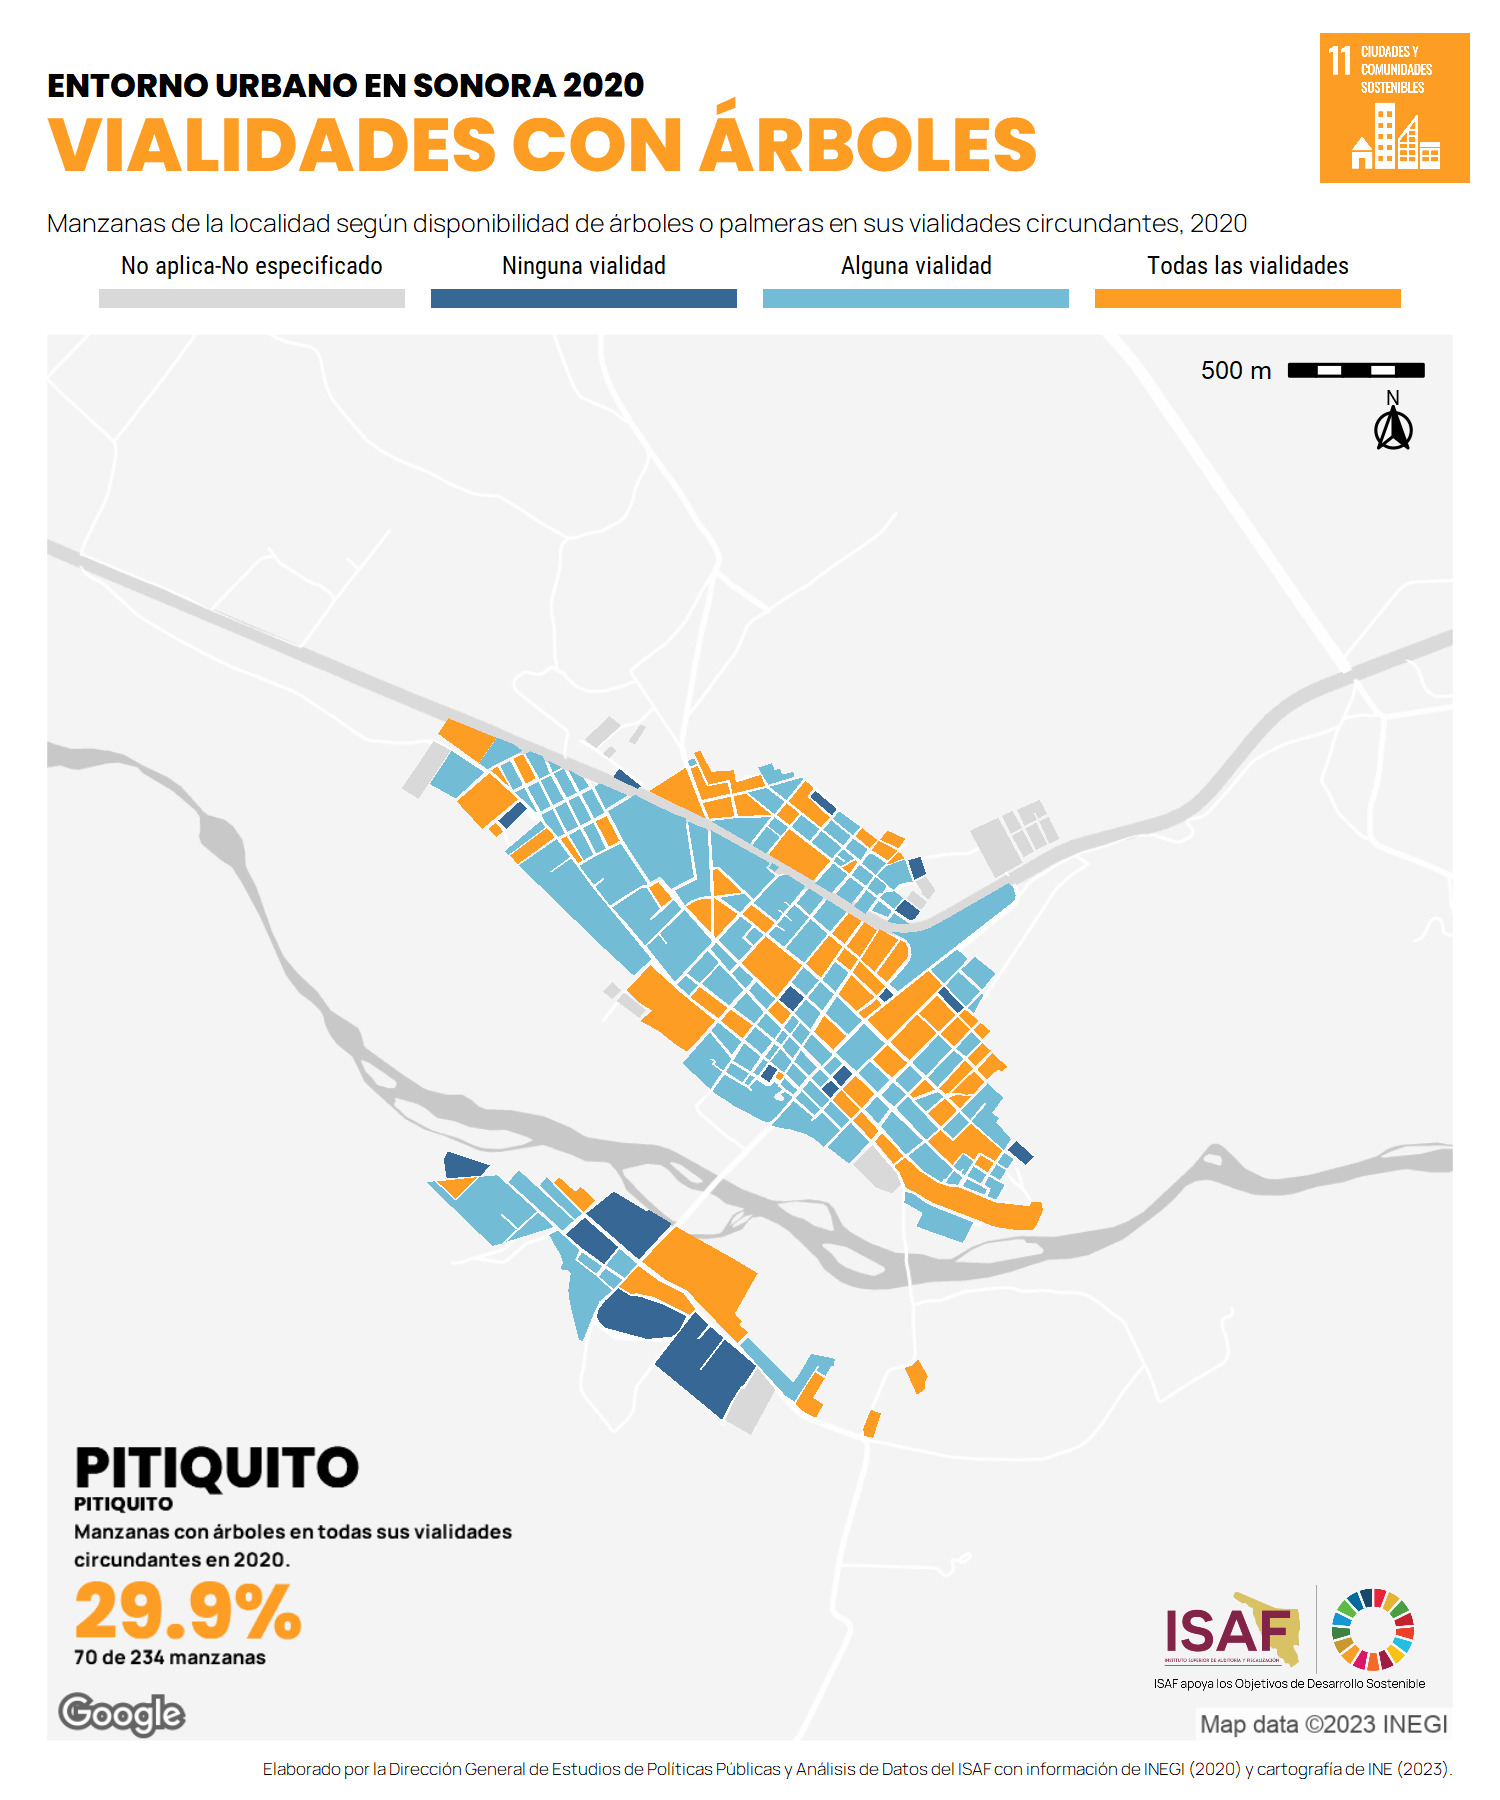 ENTORNO URBANO EN SONORA 2020
VIALIDADES CON ÁRBOLES
11 CIUDADES Y
COMUNIDADES
SOSTENIBLES
Manzanas de la localidad según disponibilidad de árboles o palmeras en sus vialidades circundantes, 2020
No aplica-No especificado
Ninguna vialidad
Alguna vialidad
Todas las vialidades
500 m
N
PITIQUITO
PITIQUITO
Manzanas con árboles en todas sus vialidades
circundantes en 2020.
29.9%
70 de 234 manzanas
ISAF
INSTITUTO SUPERIOR DE AUDITORÍA Y FISCALIZACIÓN
ISAF apoya los Objetivos de Desarrollo Sostenible
Google
Map data ©2023 INEGI
Elaborado por la Dirección General de Estudios de Políticas Públicas y Análisis de Datos del ISAF con información de INEGI (2020) y cartografía de INE (2023).